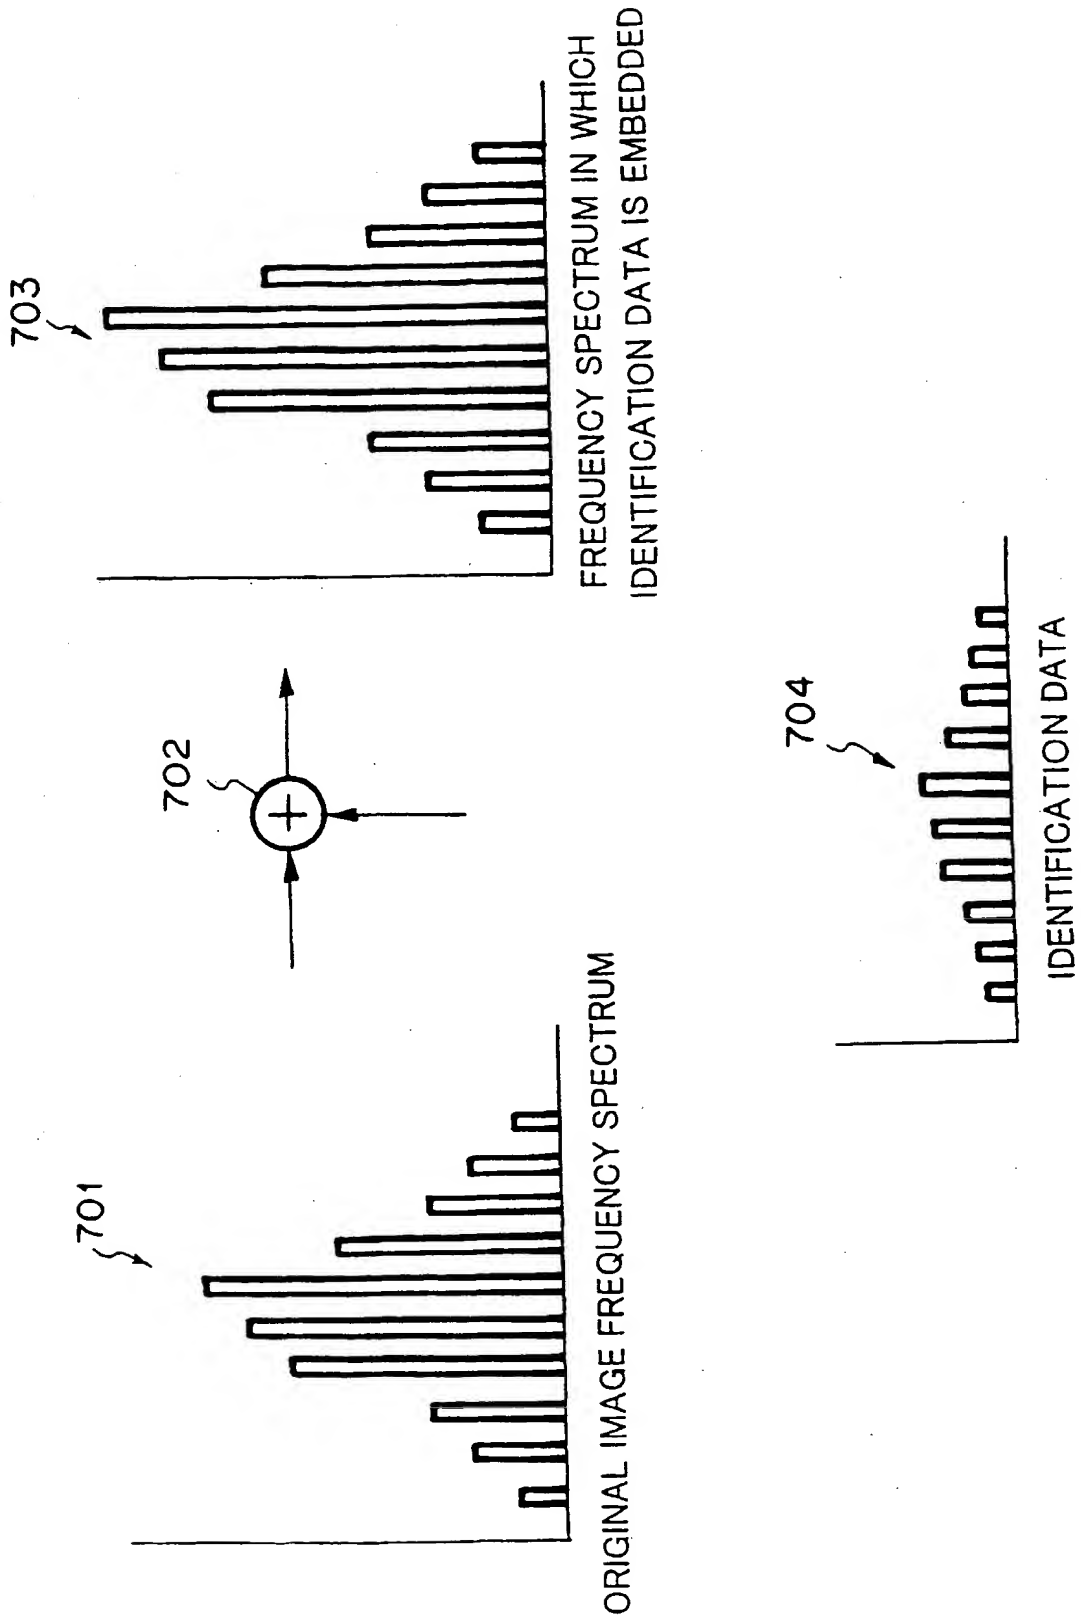 701
ORIGINAL IMAGE FREQUENCY SPECTRUM
702
+
703
FREQUENCY SPECTRUM IN WHICH
IDENTIFICATION DATA IS EMBEDDED
704
IDENTIFICATION DATA